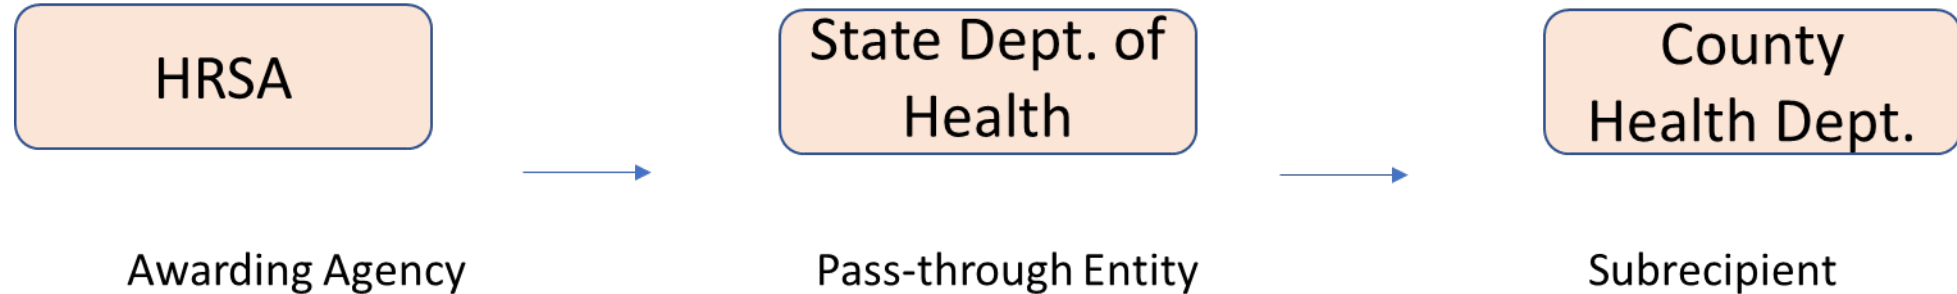 HRSA
State Dept. of
Health
County
Health Dept.
Awarding Agency
Pass-through Entity
Subrecipient